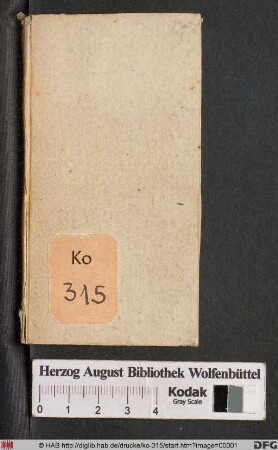 Ko
315
Herzog August Bibliothek Wolfenbüttel
Kodak
Gray Scale
0 1 2 3 4
© HAB http://diglib.hab.de/drucke/ko-315/start.htm?image=00001
DFG